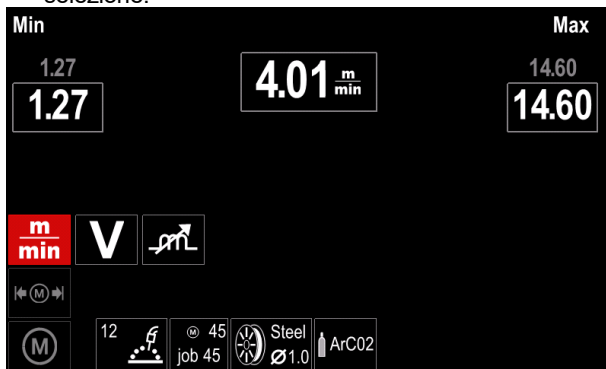 selezione.
Min Max
1.27 14.60
1.27 4.01 m/min 14.60
m/min V
M
M 12 M 45 job 45 Steel Ø1.0 ArC02